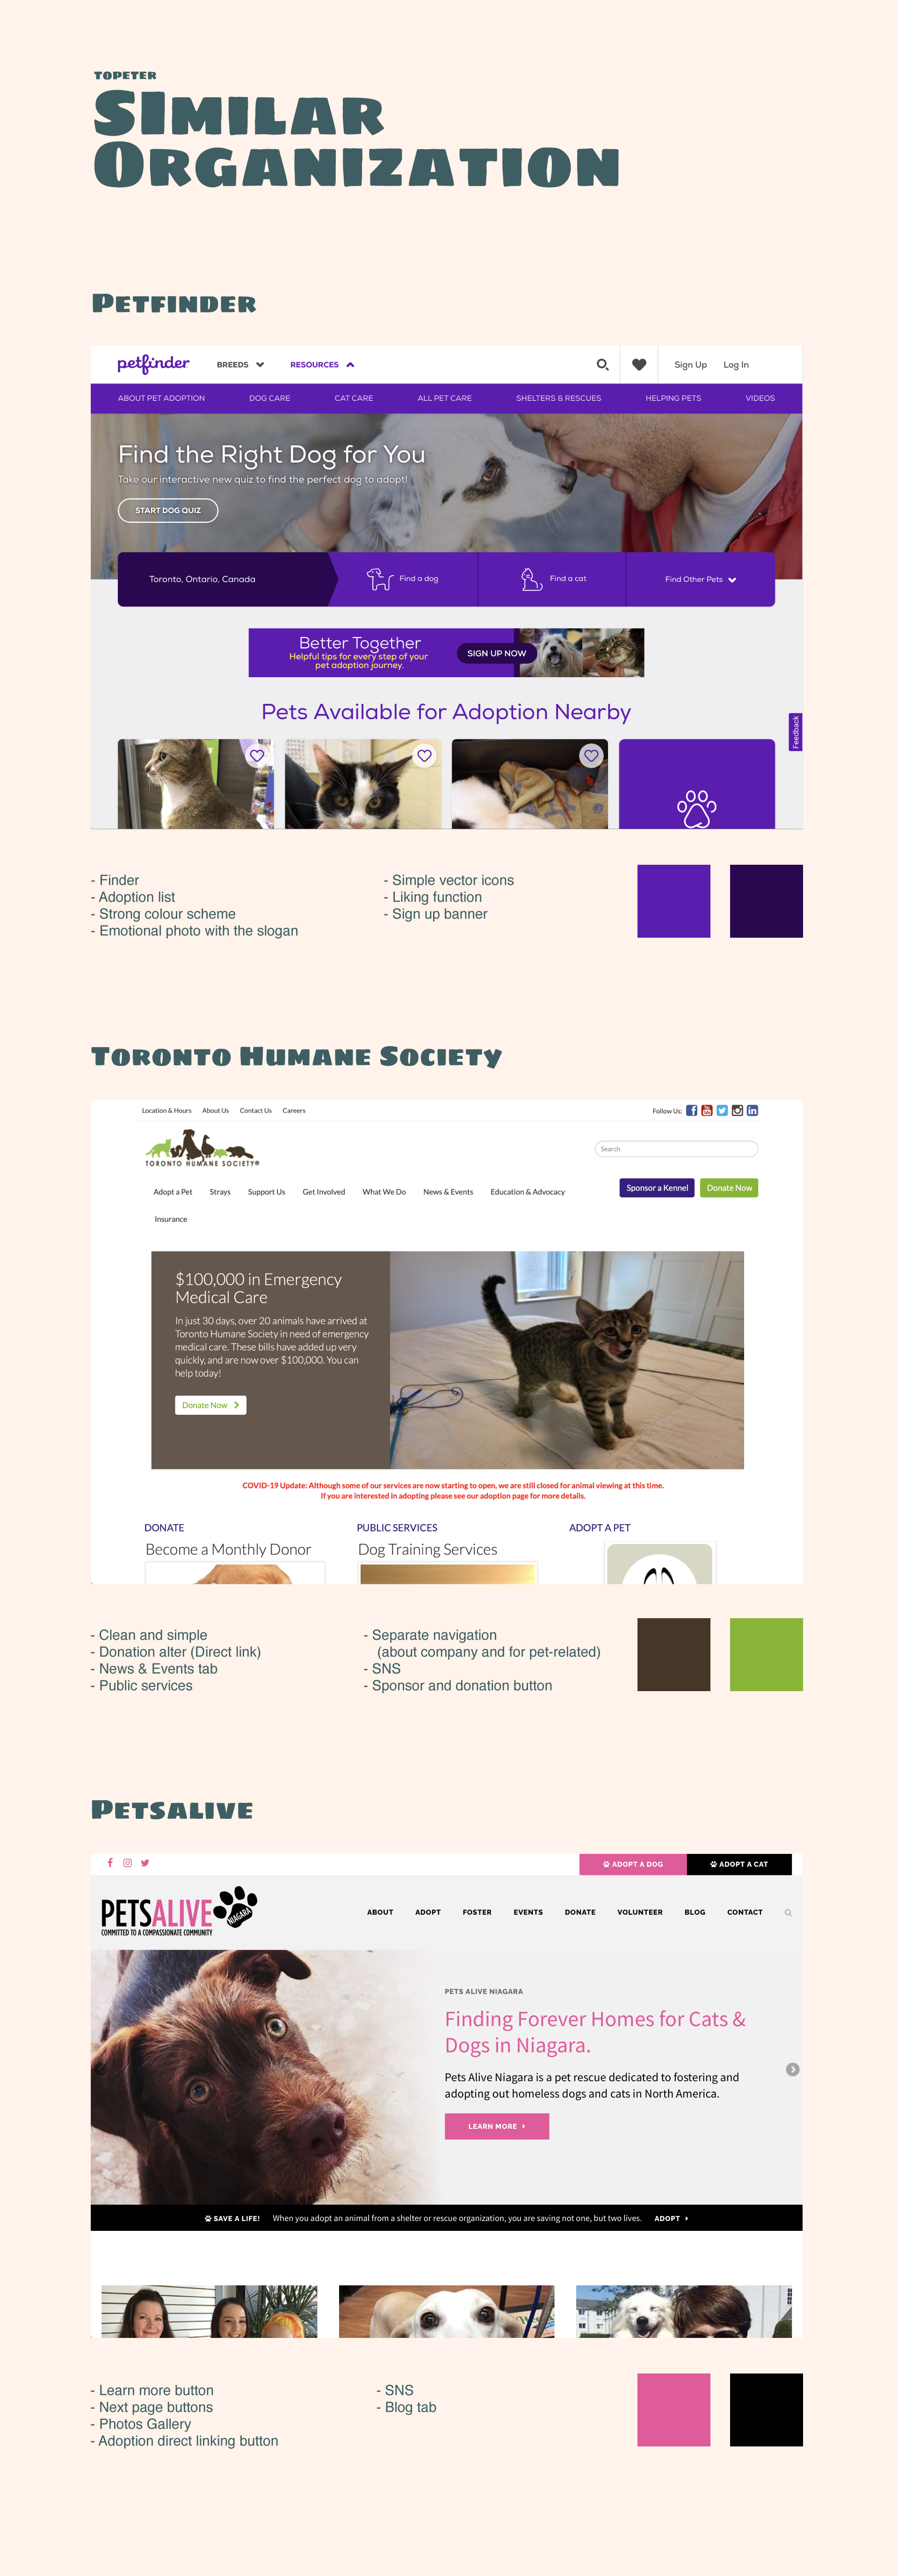 TOPETER
SIMILAR
ORGANIZATION
PETFINDER
petfinder
BREEDS
RESOURCES
Sign Up
Log In
ABOUT PET ADOPTION
DOG CARE
CAT CARE
ALL PET CARE
SHELTERS & RESCUES
HELPING PETS
VIDEOS
Find the Right Dog for You
Take our interactive new quiz to find the perfect dog to adopt!
START DOG QUIZ
Toronto, Ontario, Canada
Find a dog
Find a cat
Find Other Pets
Better Together
Helpful tips for every step of your
pet adoption journey.
SIGN UP NOW
Pets Available for Adoption Nearby
Feedback
- Finder
- Adoption list
- Strong colour scheme
- Emotional photo with the slogan
- Simple vector icons
- Liking function
- Sign up banner
TORONTO HUMANE SOCIETY
Location & Hours
About Us
Contact Us
Careers
Follow Us:
TORONTO HUMANE SOCIETY®
Search
Adopt a Pet
Strays
Support Us
Get Involved
What We Do
News & Events
Education & Advocacy
Sponsor a Kennel
Donate Now
Insurance
$100,000 in Emergency
Medical Care
In just 30 days, over 20 animals have arrived at
Toronto Humane Society in need of emergency
medical care. These bills have added up very
quickly, and are now over $100,000. You can
help today!
Donate Now
COVID-19 Update: Although some of our services are now starting to open, we are still closed for animal viewing at this time.
If you are interested in adopting please see our adoption page for more details.
DONATE
PUBLIC SERVICES
ADOPT A PET
Become a Monthly Donor
Dog Training Services
- Clean and simple
- Donation alter (Direct link)
- News & Events tab
- Public services
- Separate navigation
(about company and for pet-related)
- SNS
- Sponsor and donation button
PETSALIVE
ADOPT A DOG
ADOPT A CAT
PETSALIVE
NIAGARA
COMMITTED TO A COMPASSIONATE COMMUNITY
ABOUT
ADOPT
FOSTER
EVENTS
DONATE
VOLUNTEER
BLOG
CONTACT
PETS ALIVE NIAGARA
Finding Forever Homes for Cats &
Dogs in Niagara.
Pets Alive Niagara is a pet rescue dedicated to fostering and
adopting out homeless dogs and cats in North America.
LEARN MORE
SAVE A LIFE!
When you adopt an animal from a shelter or rescue organization, you are saving not one, but two lives.
ADOPT
- Learn more button
- Next page buttons
- Photos Gallery
- Adoption direct linking button
- SNS
- Blog tab